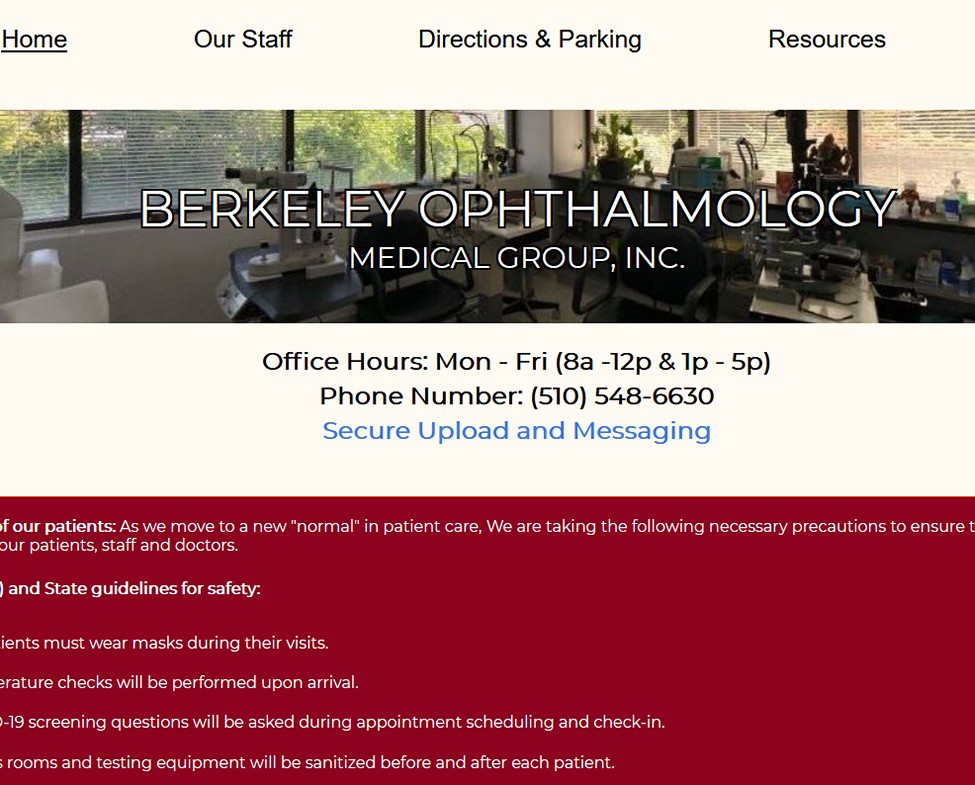 Home Our Staff Directions & Parking Resources
BERKELEY OPHTHALMOLOGY
MEDICAL GROUP, INC.
Office Hours: Mon - Fri (8a -12p & 1p - 5p)
Phone Number: (510) 548-6630
Secure Upload and Messaging
of our patients: As we move to a new "normal" in patient care, We are taking the following necessary precautions to ensure
our patients, staff and doctors.
) and State guidelines for safety:
must wear masks during their visits.
checks will be performed upon arrival.
-19 screening questions will be asked during appointment scheduling and check-in.
rooms and testing equipment will be sanitized before and after each patient.